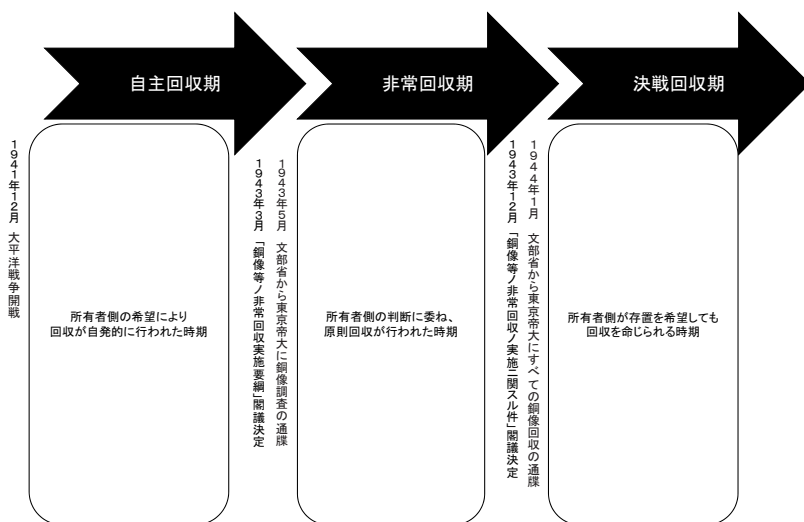 自主回収期
非常回収期
決戦回収期
1941年12月 太平洋戦争開戦
所有者側の希望により
回収が自発的に行われた時期
1943年3月 「銅像等ノ非常回収実施要綱」閣議決定
1943年5月 文部省から東京帝大に銅像調査の通牒
所有者側の判断に委ね、
原則回収が行われた時期
1943年12月 「銅像等ノ非常回収ノ実施ニ関スル件」閣議決定
1944年1月 文部省から東京帝大にすべての銅像回収の通牒
所有者側が存置を希望しても
回収を命じられる時期